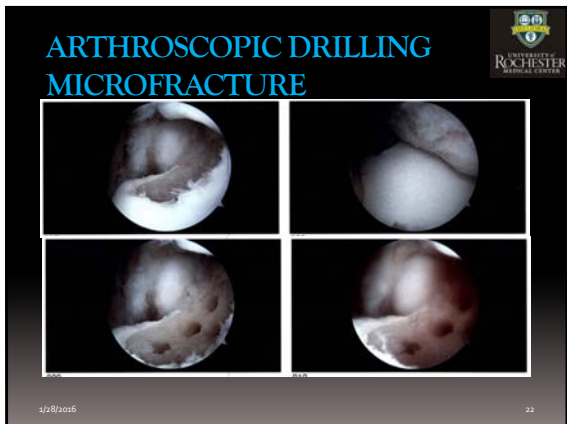 ARTHROSCOPIC DRILLING
MICROFRACTURE
UNIVERSITY of
ROCHESTER
MEDICAL CENTER
1/28/2016
22